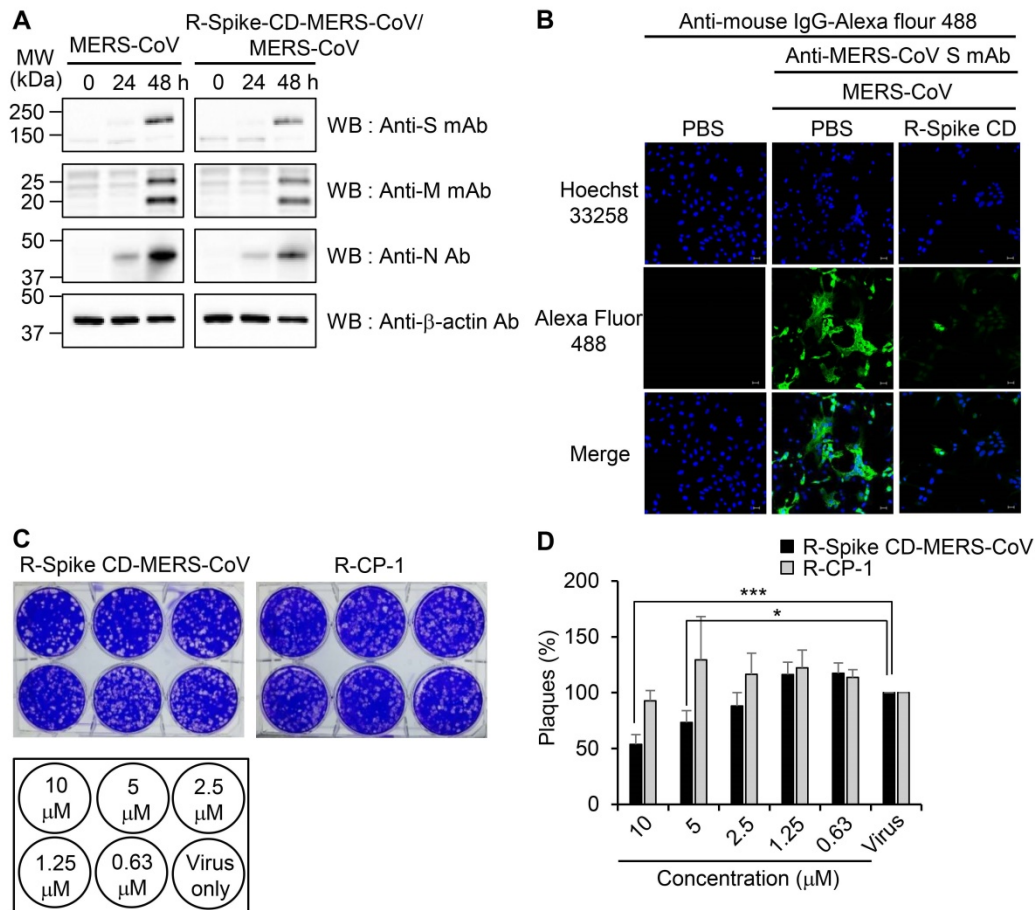 A
MERS-CoV
R-Spike-CD-MERS-CoV/
MERS-CoV
MW
(kDa)
0 24 48 h
0 24 48 h
250
150
WB : Anti-S mAb
25
20
WB : Anti-M mAb
50
37
WB : Anti-N Ab
50
37
WB : Anti-β-actin Ab
B
Anti-mouse IgG-Alexa flour 488
Anti-MERS-CoV S mAb
MERS-CoV
PBS PBS R-Spike CD
Hoechst
33258
Alexa Fluor
488
Merge
C
R-Spike CD-MERS-CoV
R-CP-1
10
μM
5
μM
2.5
μM
1.25
μM
0.63
μM
Virus
only
D
R-Spike CD-MERS-CoV
R-CP-1
***
*
Plaques (%)
200
150
100
50
0
10 5 2.5 1.25 0.63 Virus
Concentration (μM)